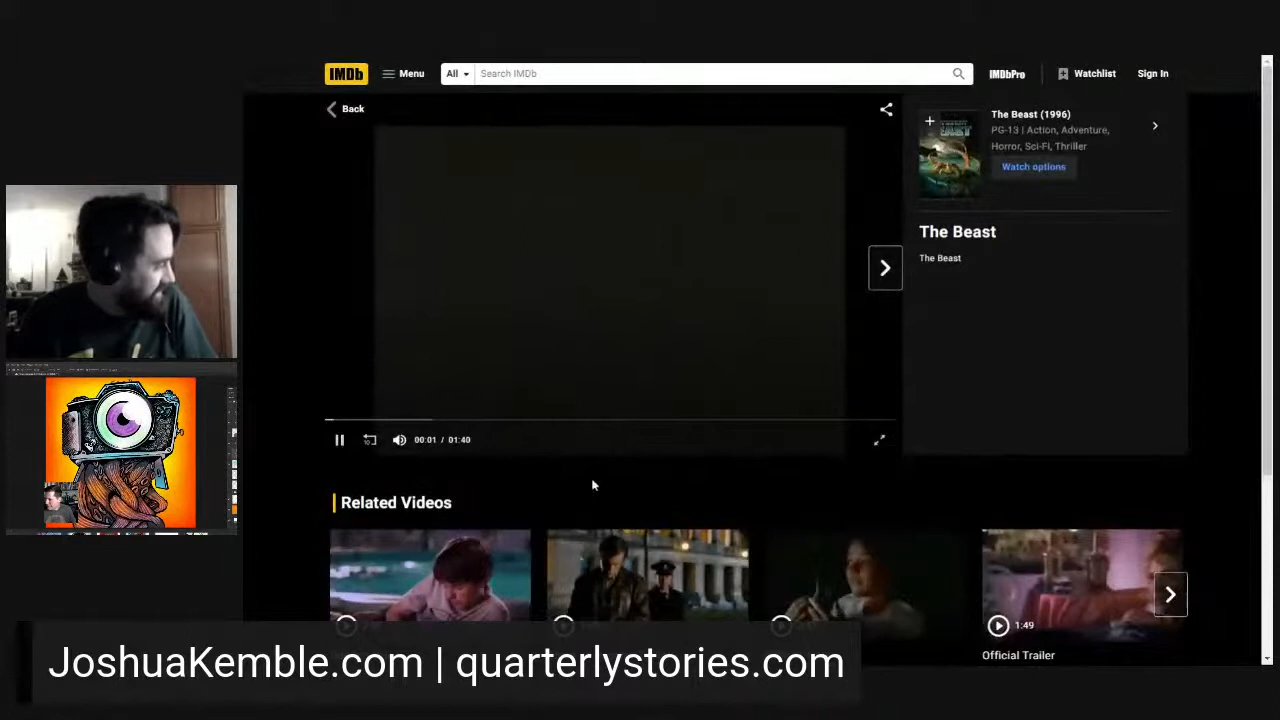 IMDb
Menu
All
Search IMDb
IMDbPro
Watchlist
Sign In
Back
The Beast (1996)
PG-13 | Action, Adventure,
Horror, Sci-Fi, Thriller
Watch options
The Beast
The Beast
00:01 / 01:40
Related Videos
1:49
Official Trailer
JoshuaKemble.com | quarterlystories.com